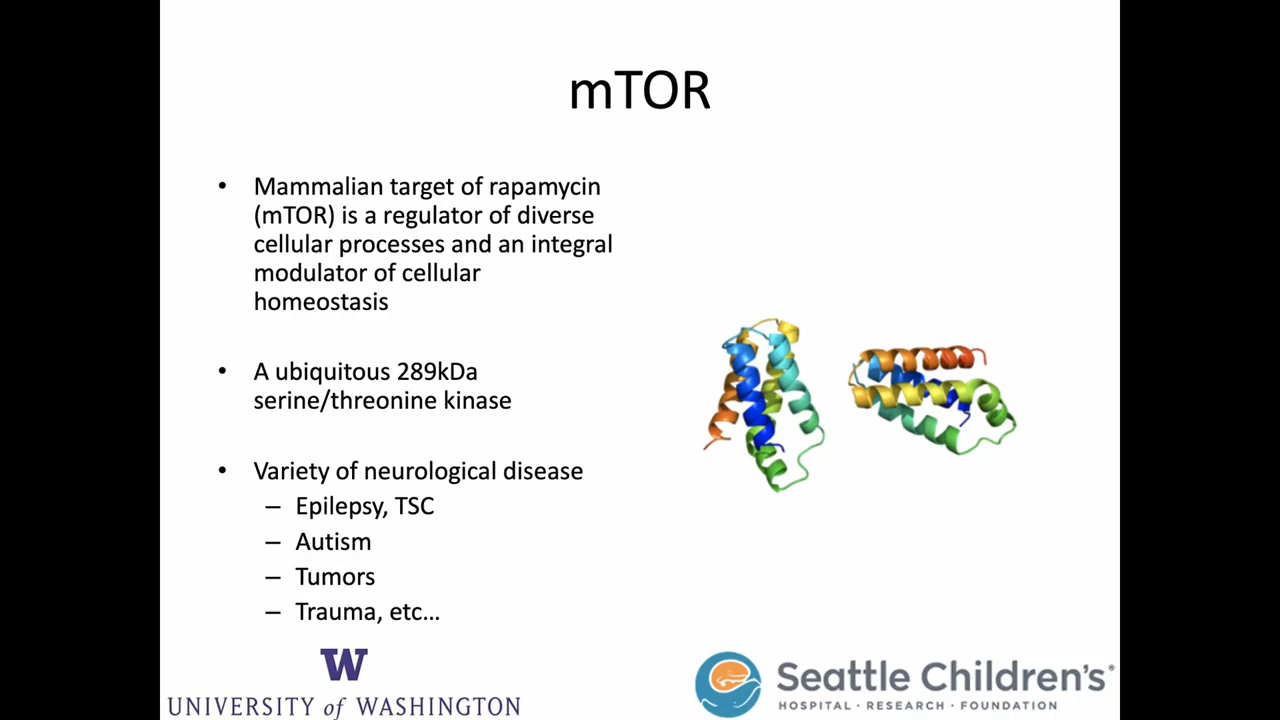 mTOR
• Mammalian target of rapamycin
(mTOR) is a regulator of diverse
cellular processes and an integral
modulator of cellular
homeostasis
• A ubiquitous 289kDa
serine/threonine kinase
• Variety of neurological disease
– Epilepsy, TSC
– Autism
– Tumors
– Trauma, etc…
W
UNIVERSITY of WASHINGTON
Seattle Children's®
HOSPITAL · RESEARCH · FOUNDATION